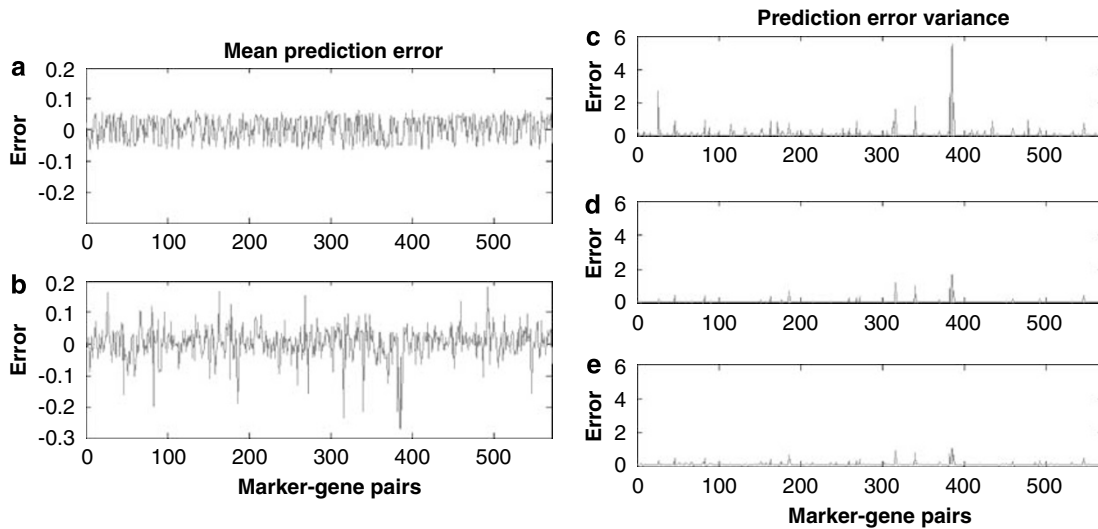 Mean prediction error
a
0.2
0.1
0
-0.1
-0.2
Error
0 100 200 300 400 500
b
0.2
0.1
0
-0.1
-0.2
-0.3
Error
0 100 200 300 400 500
Marker-gene pairs
Prediction error variance
c
6
4
2
0
Error
0 100 200 300 400 500
d
6
4
2
0
Error
0 100 200 300 400 500
e
6
4
2
0
Error
0 100 200 300 400 500
Marker-gene pairs